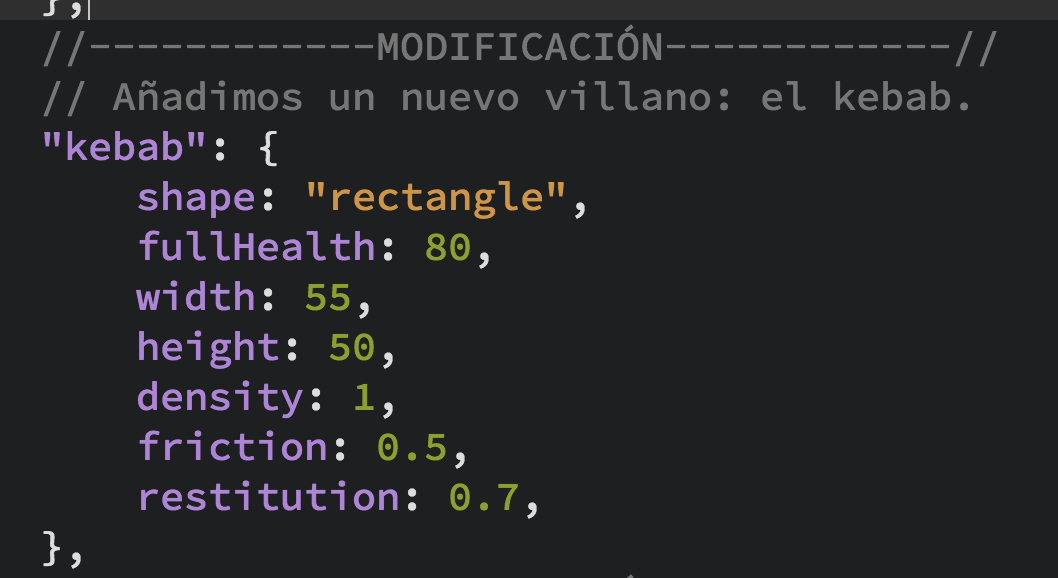 },
//------------MODIFICACIÓN------------//
// Añadimos un nuevo villano: el kebab.
"kebab": {
    shape: "rectangle",
    fullHealth: 80,
    width: 55,
    height: 50,
    density: 1,
    friction: 0.5,
    restitution: 0.7,
},